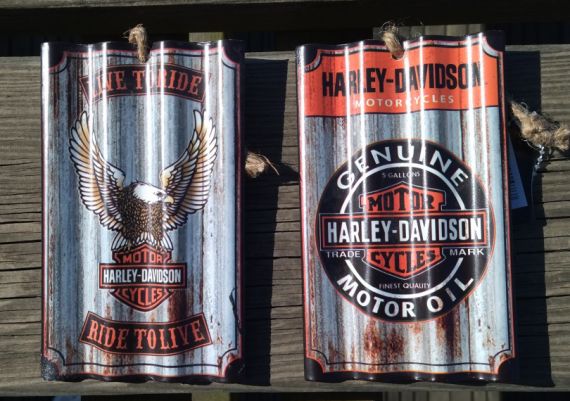 LIVE TO RIDE
MOTOR
HARLEY-DAVIDSON
CYCLES
RIDE TO LIVE
HARLEY-DAVIDSON
MOTORCYCLES
GENUINE
5 GALLONS
MOTOR
HARLEY-DAVIDSON
TRADE MARK
CYCLES
FINEST QUALITY
MOTOR OIL